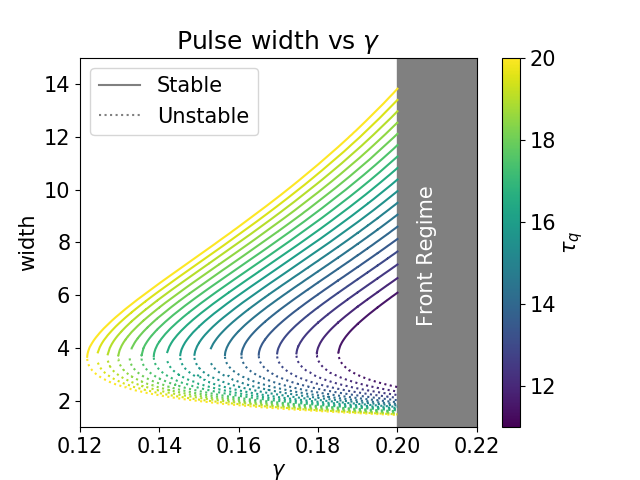 Pulse width vs γ
Stable
Unstable
Front Regime
width
14
12
10
8
6
4
2
0.12
0.14
0.16
0.18
0.20
0.22
γ
20
18
16
14
12
τq